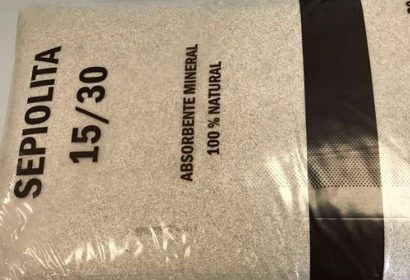 SEPIOLITA
15/30
ABSORBENTE MINERAL
100 % NATURAL